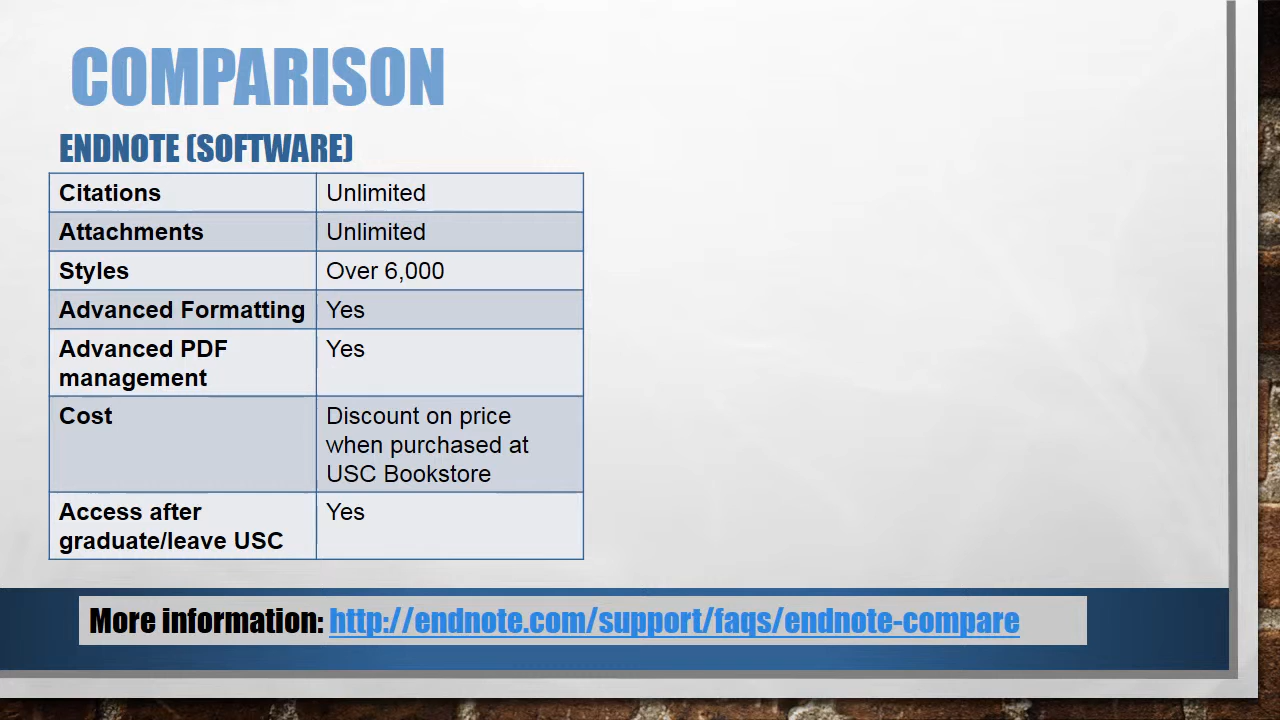 COMPARISON
ENDNOTE (SOFTWARE)
Citations Unlimited
Attachments Unlimited
Styles Over 6,000
Advanced Formatting Yes
Advanced PDF Yes
management
Cost Discount on price
when purchased at
USC Bookstore
Access after Yes
graduate/leave USC
More information: http://endnote.com/support/faqs/endnote-compare